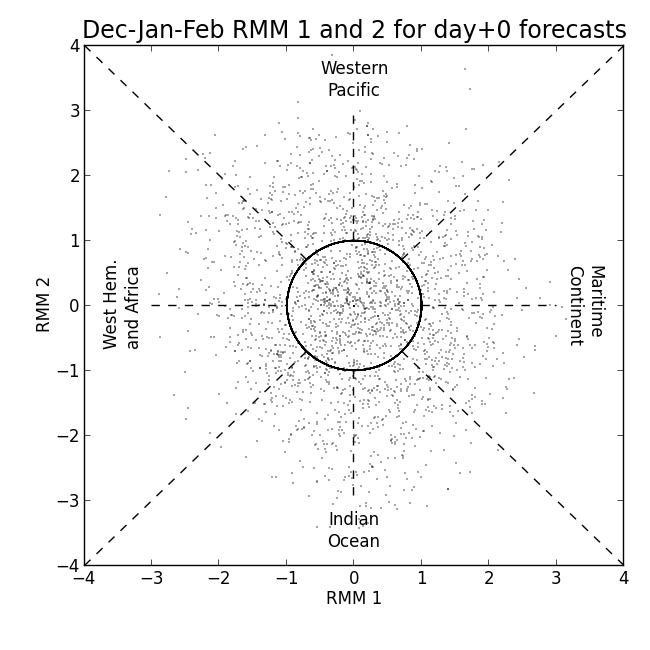 Dec-Jan-Feb RMM 1 and 2 for day+0 forecasts
4
3
2
1
0
−1
−2
−3
−4
RMM 2
Western
Pacific
West Hem.
and Africa
Maritime
Continent
Indian
Ocean
−4 −3 −2 −1 0 1 2 3 4
RMM 1